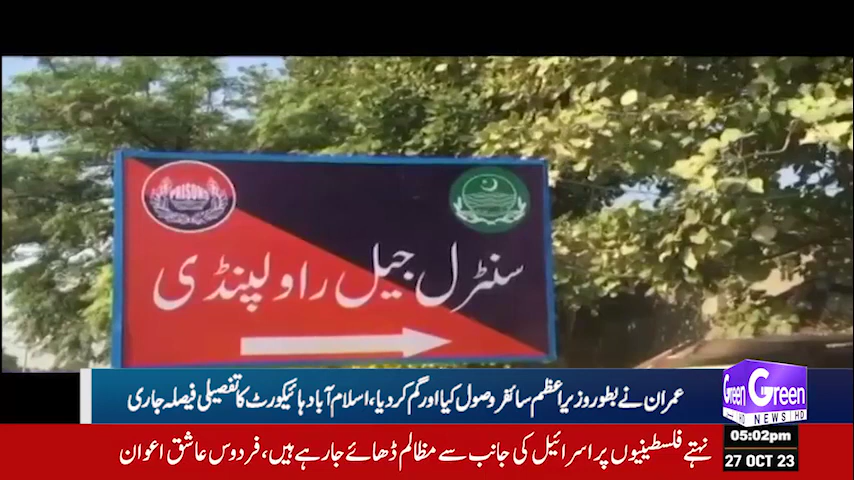 PRISONS
سنٹرل جیل راولپنڈی
عمران نے بطور وزیراعظم سائفر وصول کیا اور گم کر دیا، اسلام آباد ہائیکورٹ کا تفصیلی فیصلہ جاری
Green Green
NEWS HD
05:02pm
نہتے فلسطینیوں پر اسرائیل کی جانب سے مظالم ڈھائے جارہے ہیں، فردوس عاشق اعوان
27 OCT 23